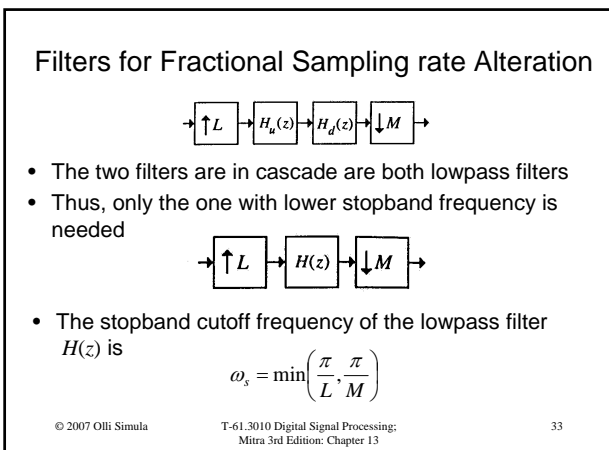 Filters for Fractional Sampling rate Alteration
↑L H_u(z) H_d(z) ↓M
• The two filters are in cascade are both lowpass filters
• Thus, only the one with lower stopband frequency is
needed
↑L H(z) ↓M
• The stopband cutoff frequency of the lowpass filter
H(z) is
ω_s = min(π/L, π/M)
© 2007 Olli Simula T-61.3010 Digital Signal Processing; 33
Mitra 3rd Edition: Chapter 13